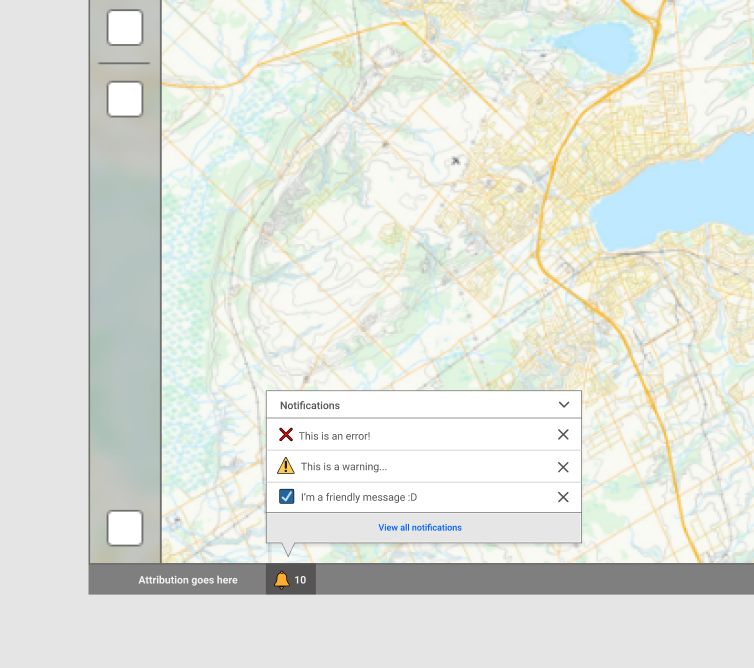 Notifications
This is an error!
This is a warning...
I'm a friendly message :D
View all notifications
Attribution goes here
10